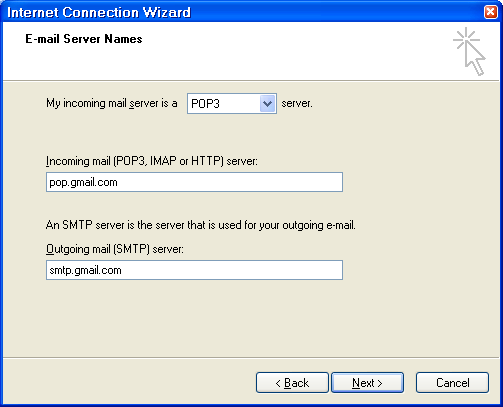 Internet Connection Wizard
E-mail Server Names
My incoming mail server is a POP3 server.
Incoming mail (POP3, IMAP or HTTP) server:
pop.gmail.com
An SMTP server is the server that is used for your outgoing e-mail.
Outgoing mail (SMTP) server:
smtp.gmail.com
< Back Next > Cancel